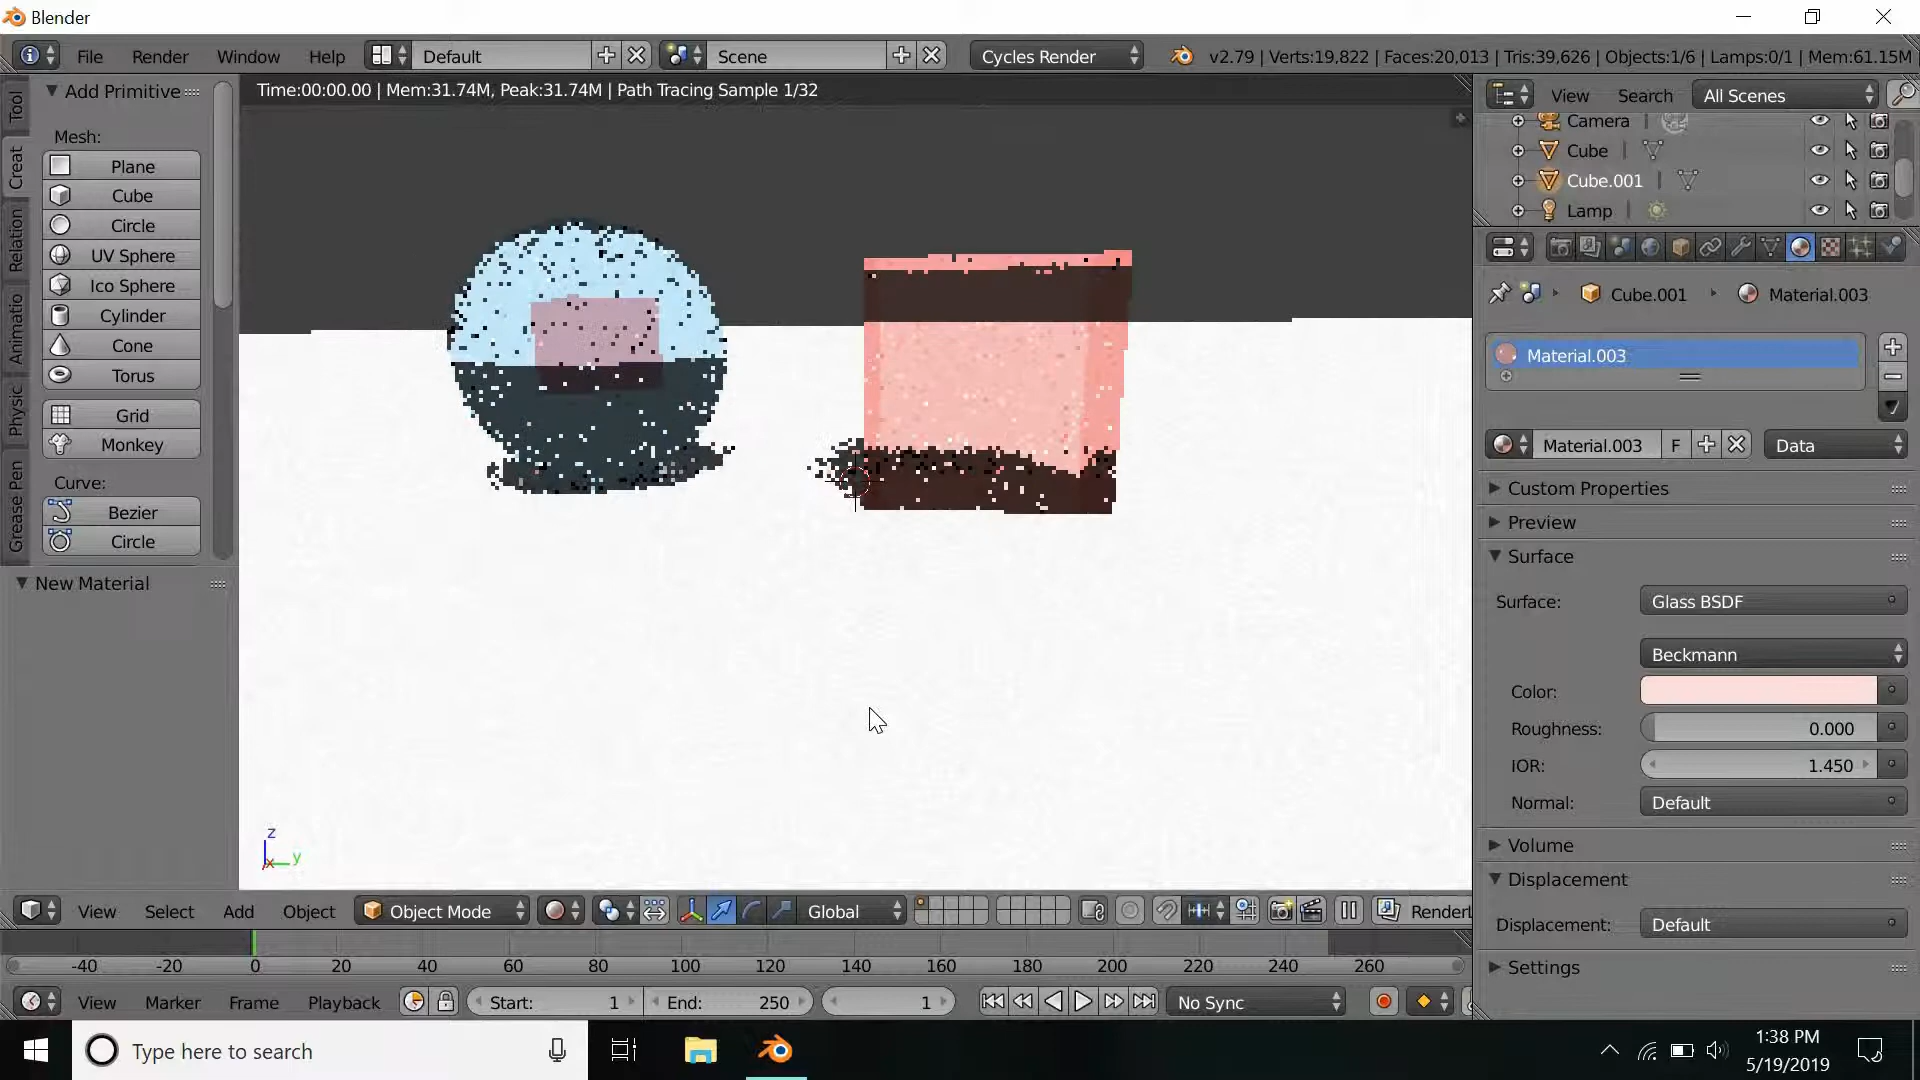 Blender
File Render Window Help Default Scene Cycles Render v2.79 | Verts:19,822 | Faces:20,013 | Tris:39,626 | Objects:1/6 | Lamps:0/1 | Mem:61.15M
Time:00:00.00 | Mem:31.74M, Peak:31.74M | Path Tracing Sample 1/32
Tool
Creat
Relation
Animatio
Physic
Grease Pen
Add Primitive
Mesh:
Plane
Cube
Circle
UV Sphere
Ico Sphere
Cylinder
Cone
Torus
Grid
Monkey
Curve:
Bezier
Circle
New Material
z
y
x
View Search All Scenes
Camera
Cube
Cube.001
Lamp
Cube.001 Material.003
Material.003
Material.003 F Data
Custom Properties
Preview
Surface
Surface: Glass BSDF
Beckmann
Color:
Roughness: 0.000
IOR: 1.450
Normal: Default
Volume
Displacement
Displacement: Default
Settings
View Select Add Object Object Mode Global RenderL
-40 -20 0 20 40 60 80 100 120 140 160 180 200 220 240 260
View Marker Frame Playback Start: 1 End: 250 1 No Sync
Type here to search
1:38 PM
5/19/2019